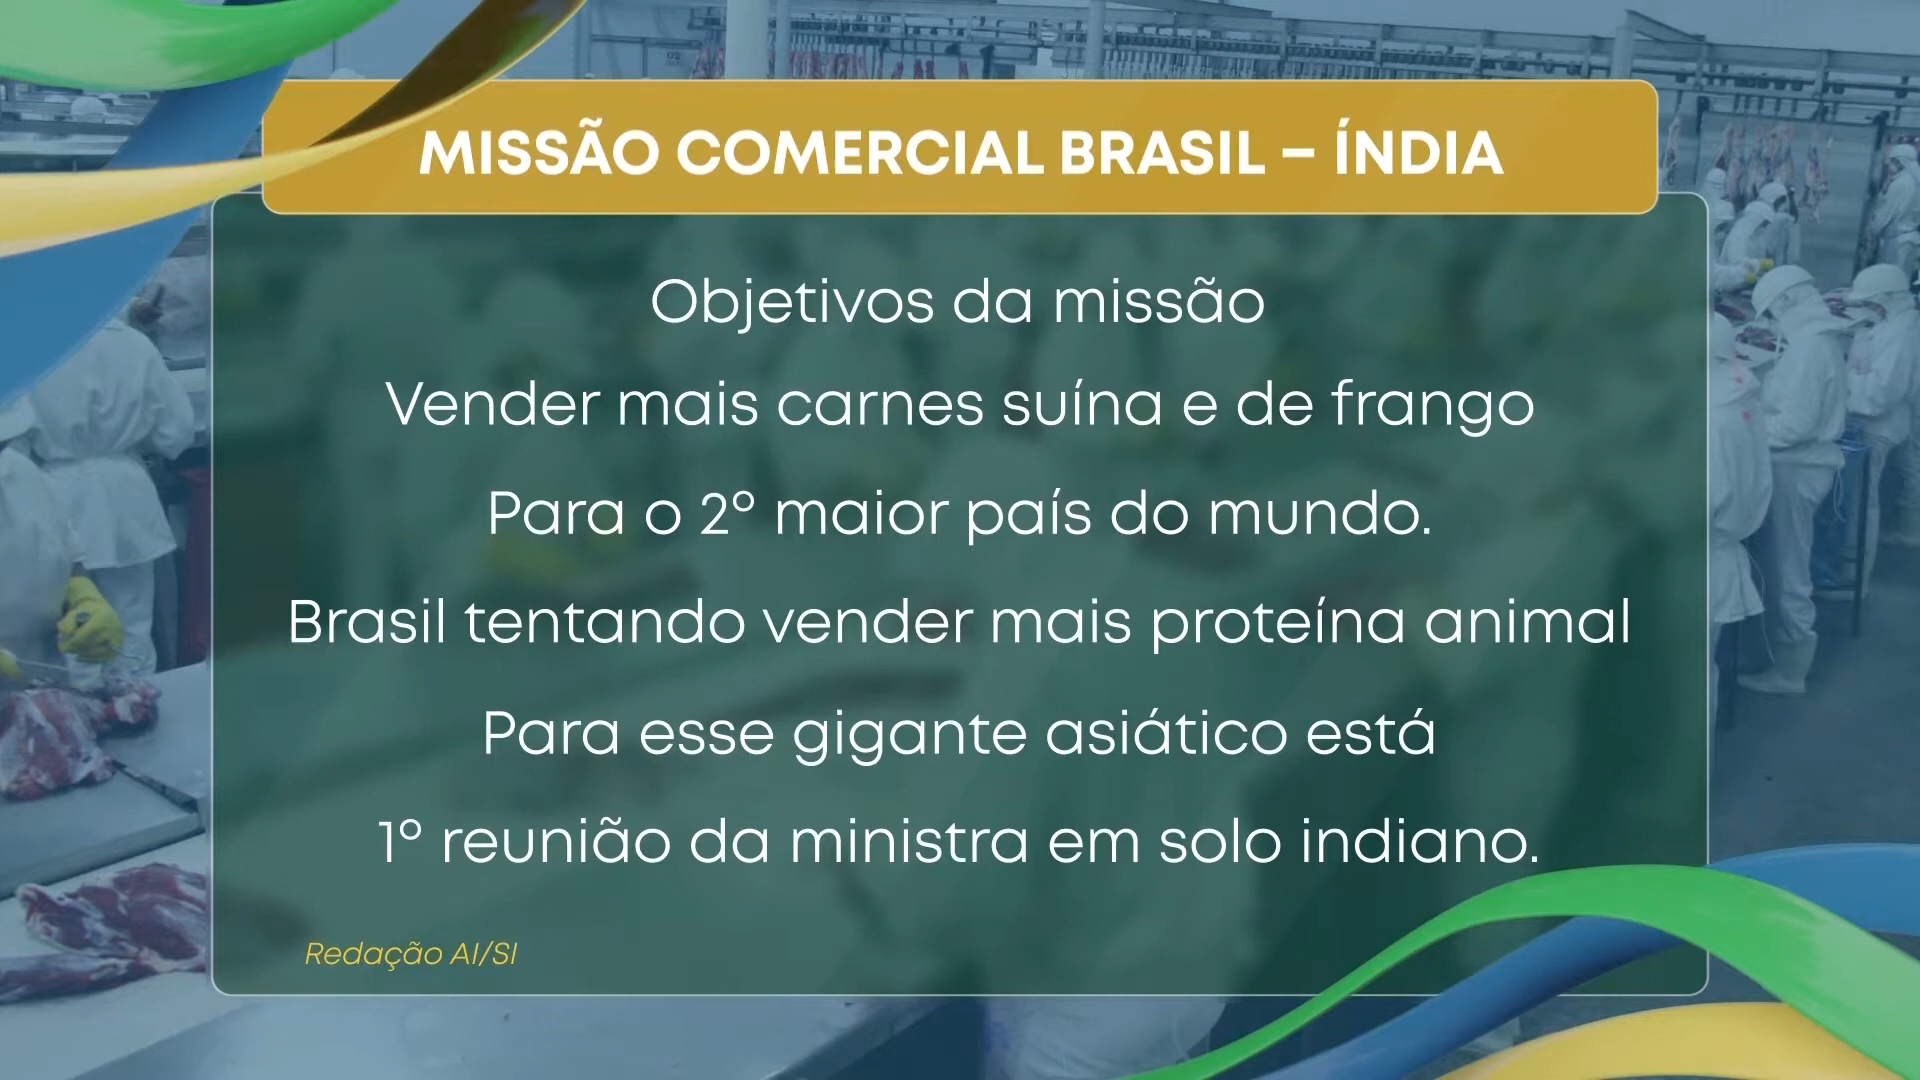 MISSÃO COMERCIAL BRASIL – ÍNDIA
Objetivos da missão
Vender mais carnes suína e de frango
Para o 2º maior país do mundo.
Brasil tentando vender mais proteína animal
Para esse gigante asiático está
1º reunião da ministra em solo indiano.
Redação AI/SI